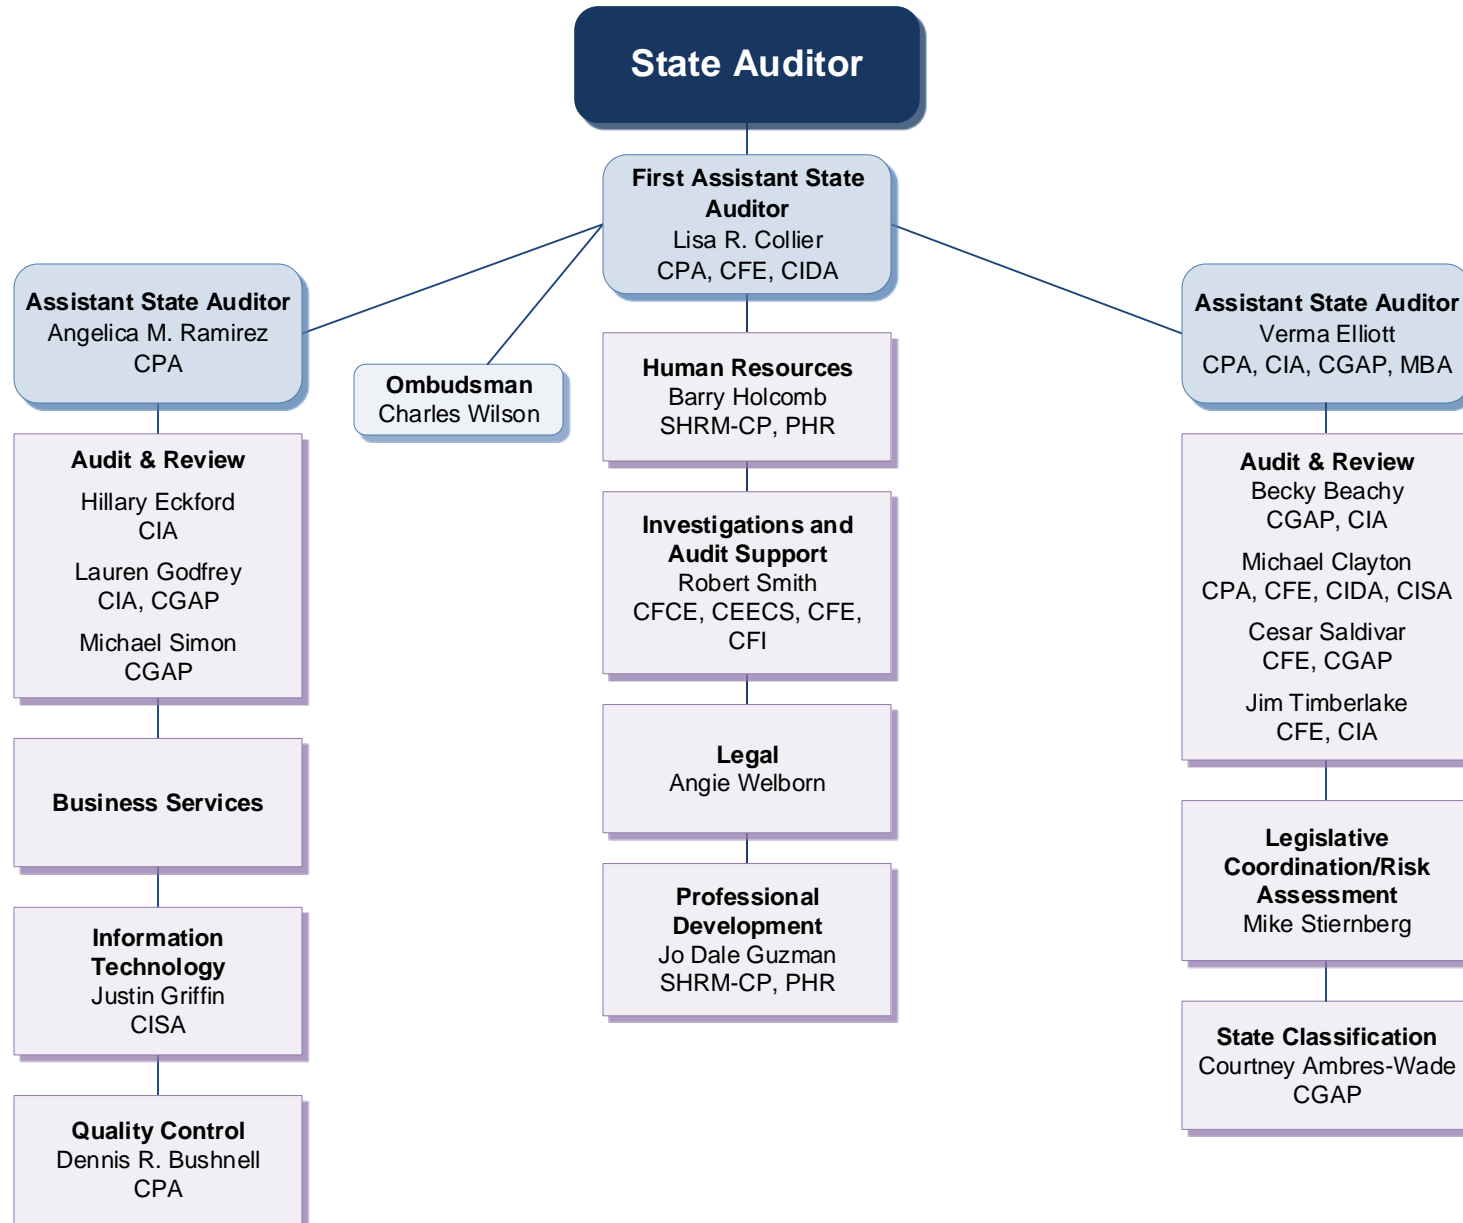 State Auditor
First Assistant State
Auditor
Lisa R. Collier
CPA, CFE, CIDA
Assistant State Auditor
Angelica M. Ramirez
CPA
Audit & Review
Hillary Eckford
CIA
Lauren Godfrey
CIA, CGAP
Michael Simon
CGAP
Business Services
Information
Technology
Justin Griffin
CISA
Quality Control
Dennis R. Bushnell
CPA
Ombudsman
Charles Wilson
Human Resources
Barry Holcomb
SHRM-CP, PHR
Investigations and
Audit Support
Robert Smith
CFCE, CEECS, CFE,
CFI
Legal
Angie Welborn
Professional
Development
Jo Dale Guzman
SHRM-CP, PHR
Assistant State Auditor
Verma Elliott
CPA, CIA, CGAP, MBA
Audit & Review
Becky Beachy
CGAP, CIA
Michael Clayton
CPA, CFE, CIDA, CISA
Cesar Saldivar
CFE, CGAP
Jim Timberlake
CFE, CIA
Legislative
Coordination/Risk
Assessment
Mike Stiernberg
State Classification
Courtney Ambres-Wade
CGAP